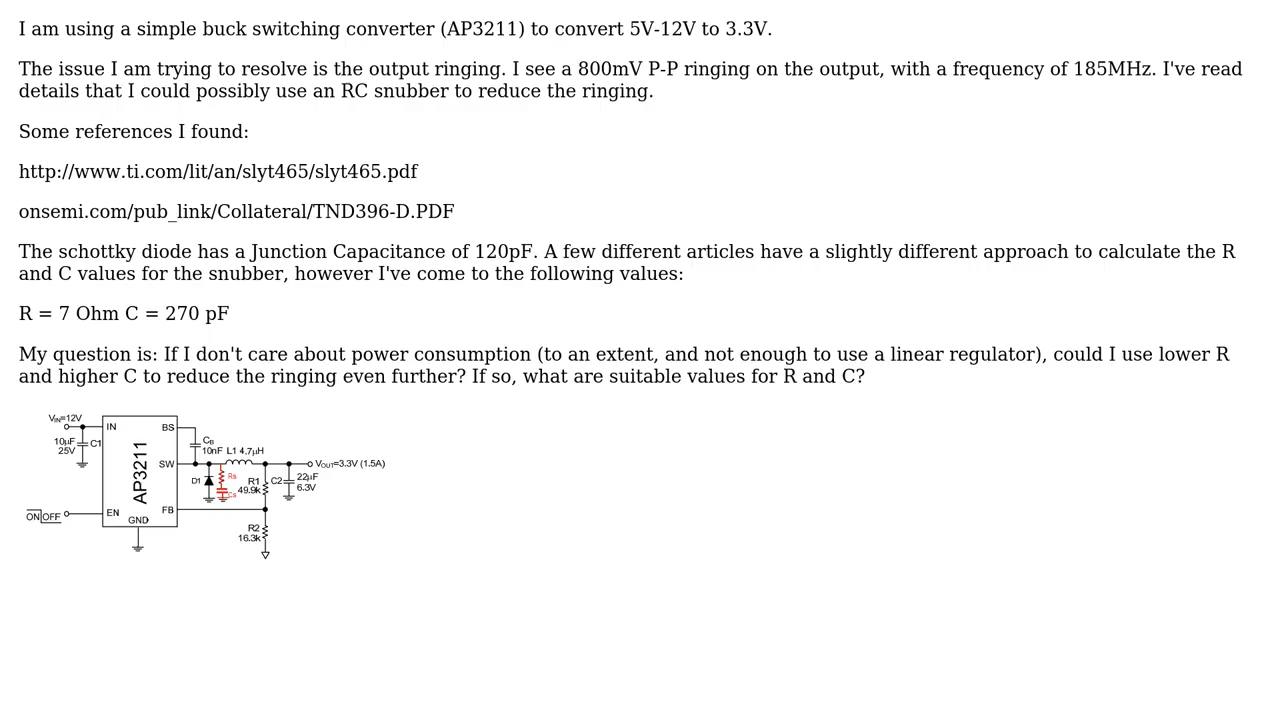 I am using a simple buck switching converter (AP3211) to convert 5V-12V to 3.3V.
The issue I am trying to resolve is the output ringing. I see a 800mV P-P ringing on the output, with a frequency of 185MHz. I've read
details that I could possibly use an RC snubber to reduce the ringing.
Some references I found:
http://www.ti.com/lit/an/slyt465/slyt465.pdf
onsemi.com/pub_link/Collateral/TND396-D.PDF
The schottky diode has a Junction Capacitance of 120pF. A few different articles have a slightly different approach to calculate the R
and C values for the snubber, however I've come to the following values:
R = 7 Ohm C = 270 pF
My question is: If I don't care about power consumption (to an extent, and not enough to use a linear regulator), could I use lower R
and higher C to reduce the ringing even further? If so, what are suitable values for R and C?
VIN=12V
IN
BS
10μF
25V
C1
CB
10nF
L1 4.7μH
AP3211
SW
VOUT=3.3V (1.5A)
D1
Rs
Cs
R1
49.9k
C2
22μF
6.3V
ON OFF
EN
GND
FB
R2
16.3k